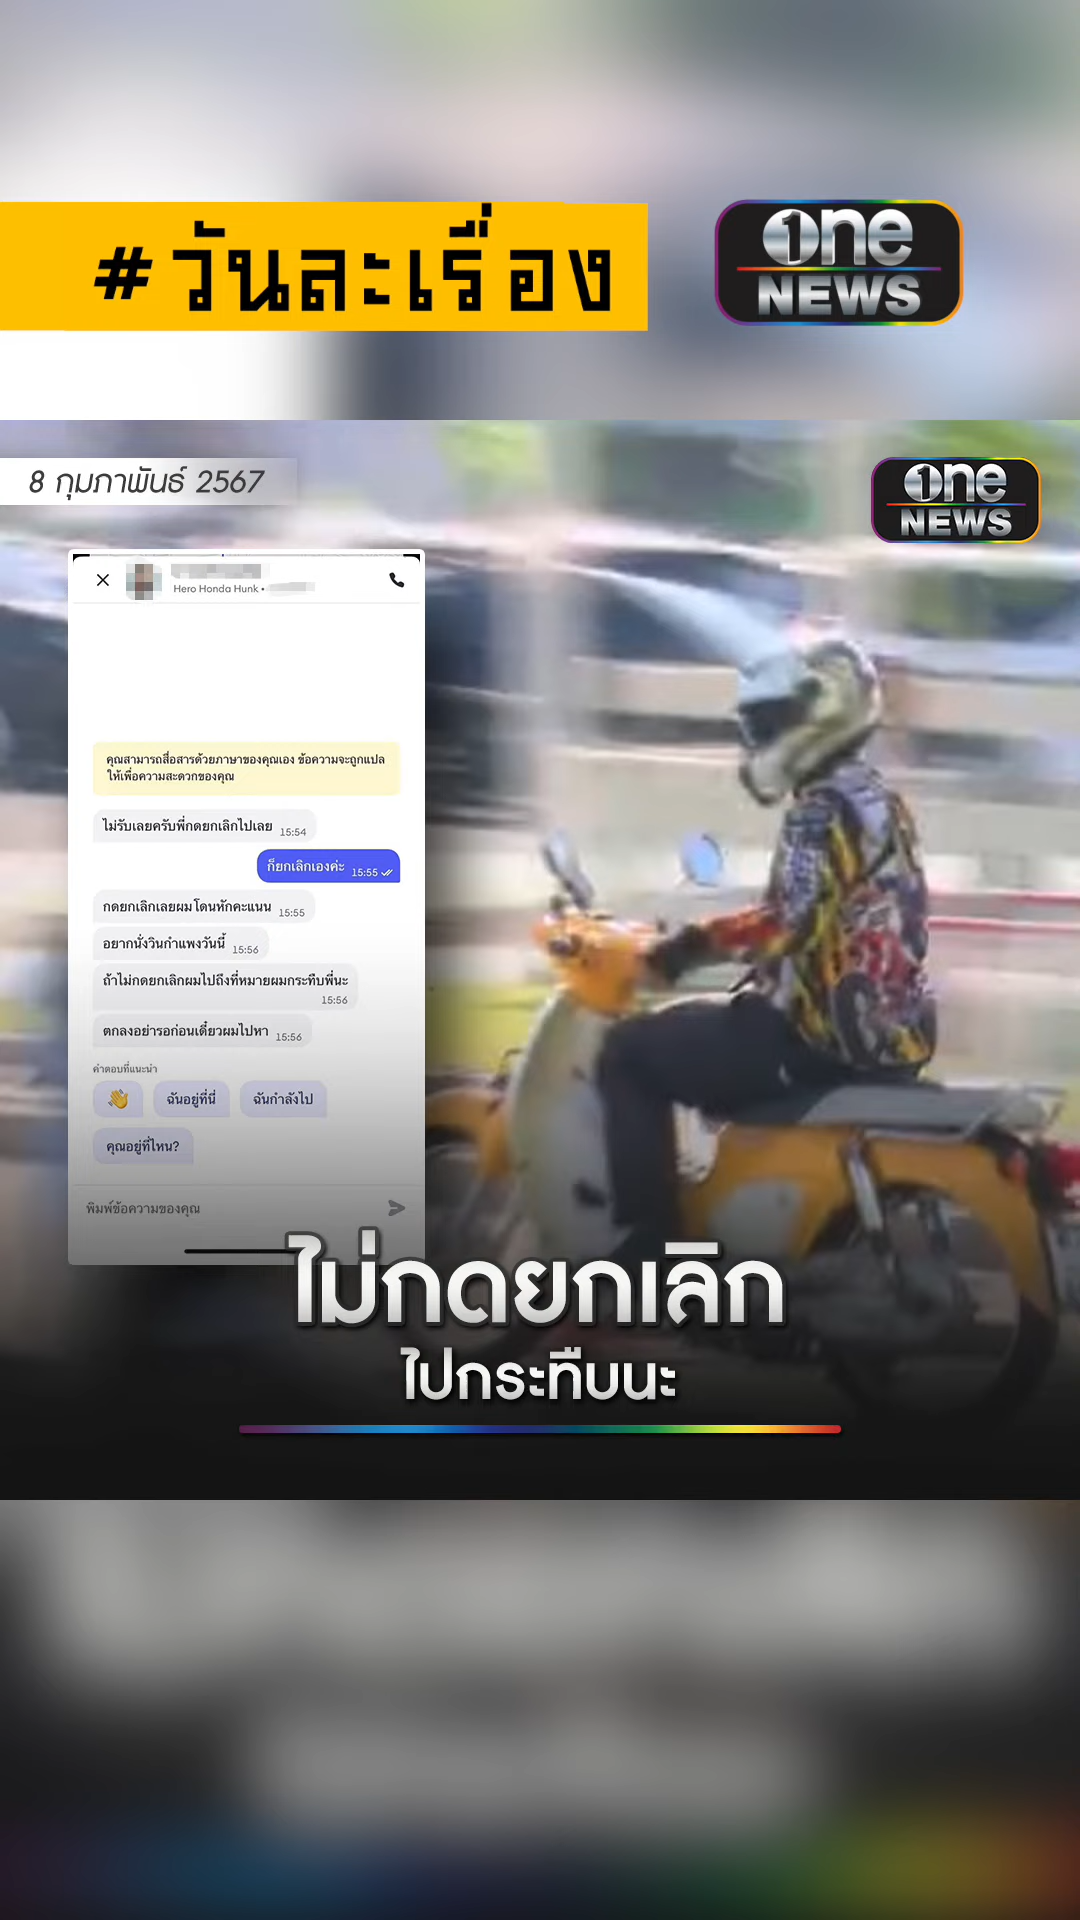 #วันละเรื่อง
one
NEWS
8 กุมภาพันธ์ 2567
one
NEWS
Hero Honda Hunk •
คุณสามารถสื่อสารด้วยภาษาของคุณเอง ข้อความจะถูกแปล
ให้เพื่อความสะดวกของคุณ
ไม่รับเลยครับพี่กดยกเลิกไปเลย 15:54
ก็ยกเลิกเองค่ะ 15:55
กดยกเลิกเลยผมโดนหักคะแนน 15:55
อยากนั่งวินกำแพงวันนี้ 15:56
ถ้าไม่กดยกเลิกผมไปถึงที่หมายผมกระทืบพี่นะ
15:56
ตกลงอย่ารอก่อนเดี๋ยวผมไปหา 15:56
คำตอบที่แนะนำ
ฉันอยู่ที่นี่ ฉันกำลังไป
คุณอยู่ที่ไหน?
พิมพ์ข้อความของคุณ
ไม่กดยกเลิก
ไปกระทืบนะ